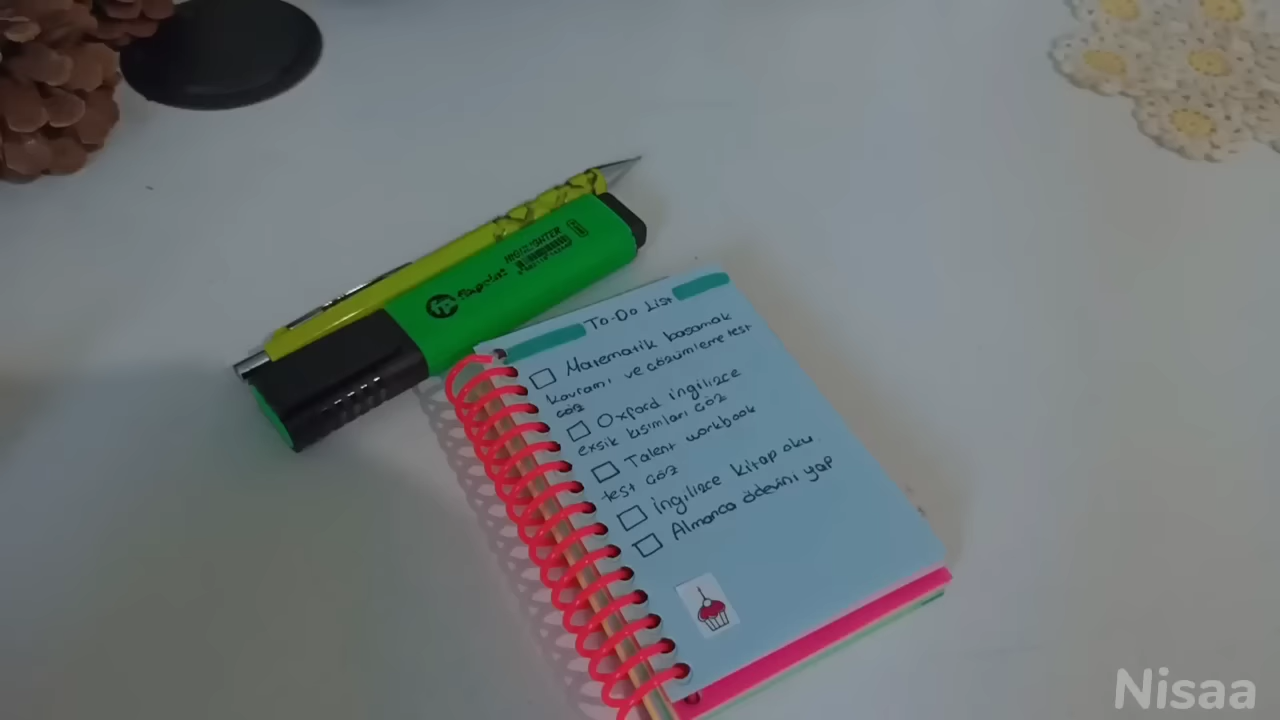 HIGHLIGHTER
To-Do List
Matematik basamak
kavramı ve çözümleme test
çöz
Oxford ingilizce
eksik kısımları çöz
Talent workbook
test çöz
ingilizce kitap oku
Almanca ödevini yap
Nisaa